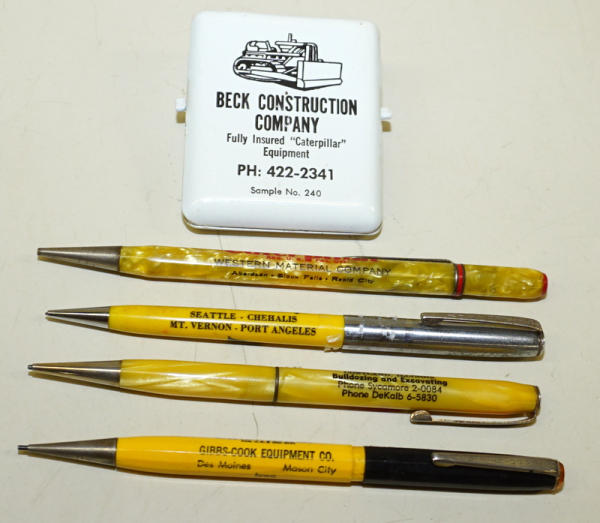 BECK CONSTRUCTION
COMPANY
Fully Insured "Caterpillar"
Equipment
PH: 422-2341
Sample No. 240
WESTERN MATERIAL COMPANY
Aberdeen - Sioux Falls - Rapid City
SEATTLE - CHEHALIS
MT. VERNON - PORT ANGELES
Bulldozing and Excavating
Phone Sycamore 2-0084
Phone DeKalb 6-5830
GIBBS-COOK EQUIPMENT CO.
Des Moines Mason City